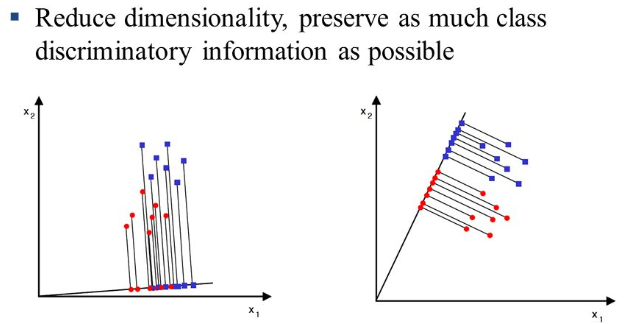 Reduce dimensionality, preserve as much class
discriminatory information as possible
x2
x1
x2
x1